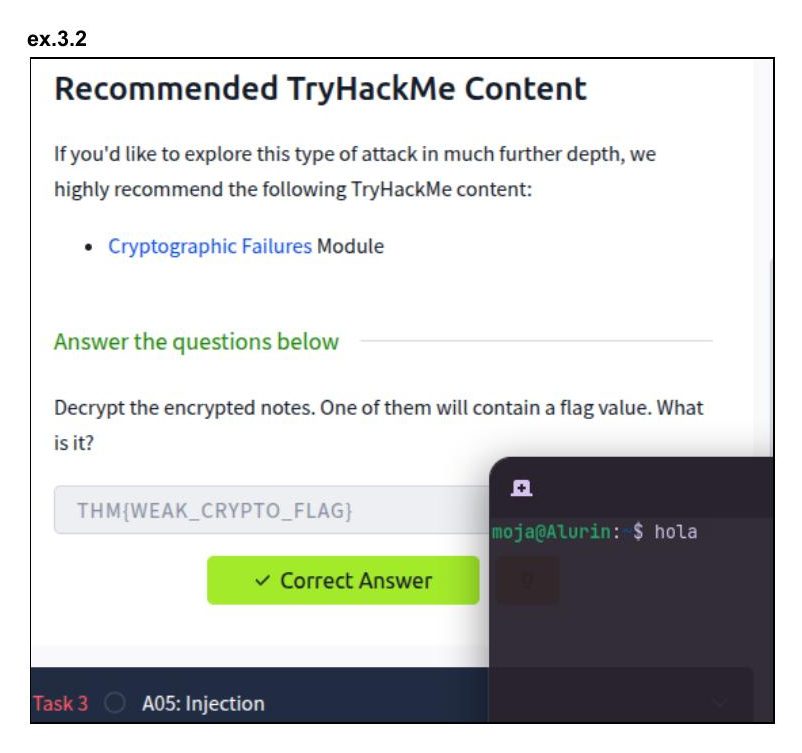 ex.3.2
Recommended TryHackMe Content
If you'd like to explore this type of attack in much further depth, we
highly recommend the following TryHackMe content:
• Cryptographic Failures Module
Answer the questions below
Decrypt the encrypted notes. One of them will contain a flag value. What
is it?
THM{WEAK_CRYPTO_FLAG}
moja@Alurin:~$ hola
✓ Correct Answer
Task 3 A05: Injection